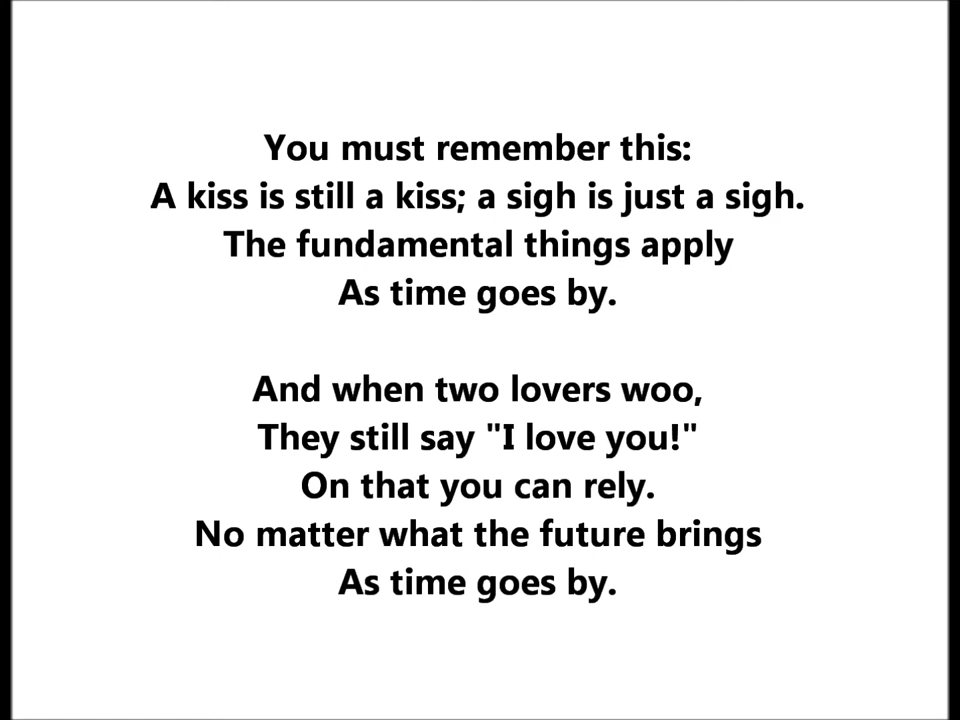 You must remember this:
A kiss is still a kiss; a sigh is just a sigh.
The fundamental things apply
As time goes by.
And when two lovers woo,
They still say "I love you!"
On that you can rely.
No matter what the future brings
As time goes by.